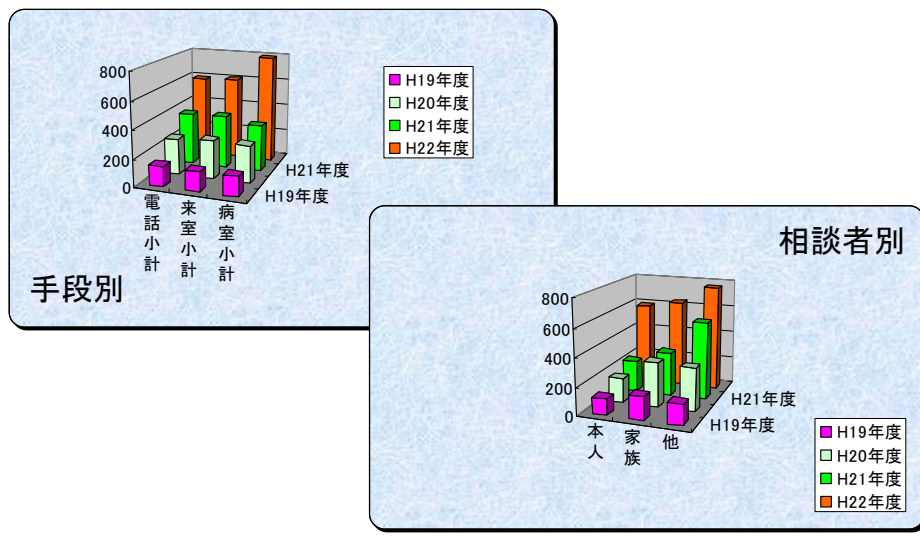 800
600
400
200
0
電話小計
来室小計
病室小計
H21年度
H19年度
H19年度
H20年度
H21年度
H22年度
手段別
相談者別
800
600
400
200
0
本人
家族
他
H21年度
H19年度
H19年度
H20年度
H21年度
H22年度